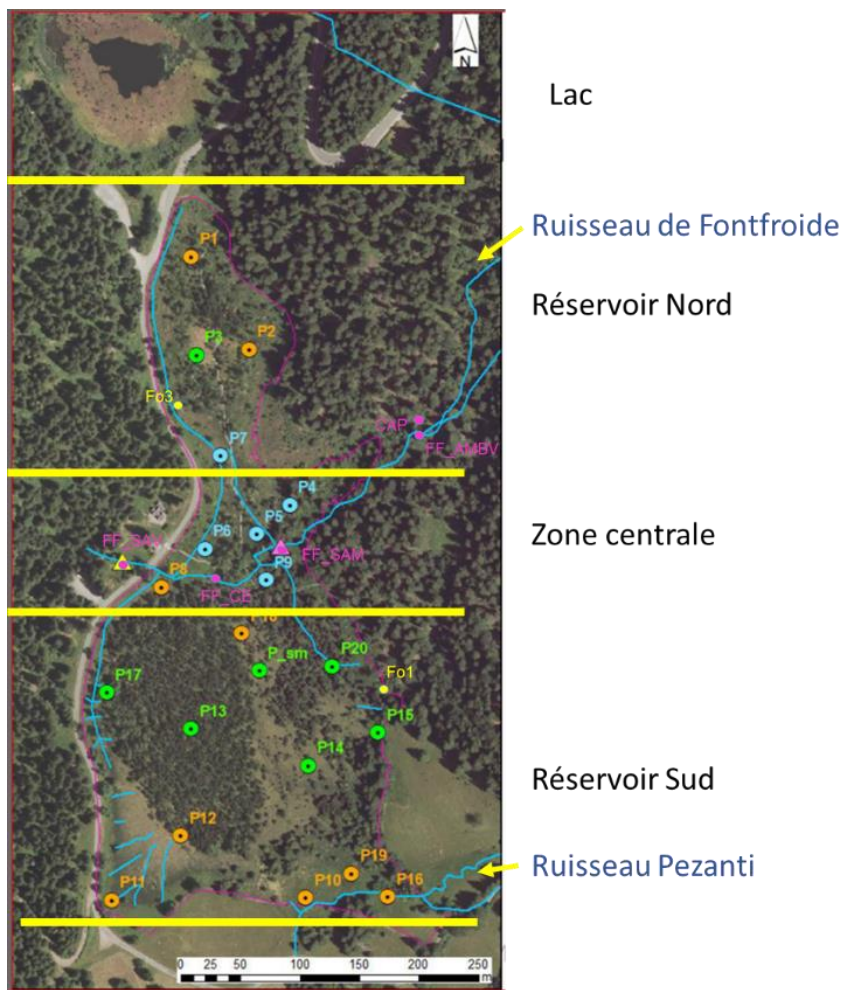 N
Lac
Ruisseau de Fontfroide
P1
Réservoir Nord
P2
P3
Fo3
CAP
P7
FF_AMBV
P4
P5
Zone centrale
P6
FF_SAM
P8
P9
FF_CE
P18
P_sm
P20
Fo1
P17
P13
P15
P14
Réservoir Sud
P12
P19
Ruisseau Pezanti
P11
P10
P16
0 25 50 100 150 200 250
m